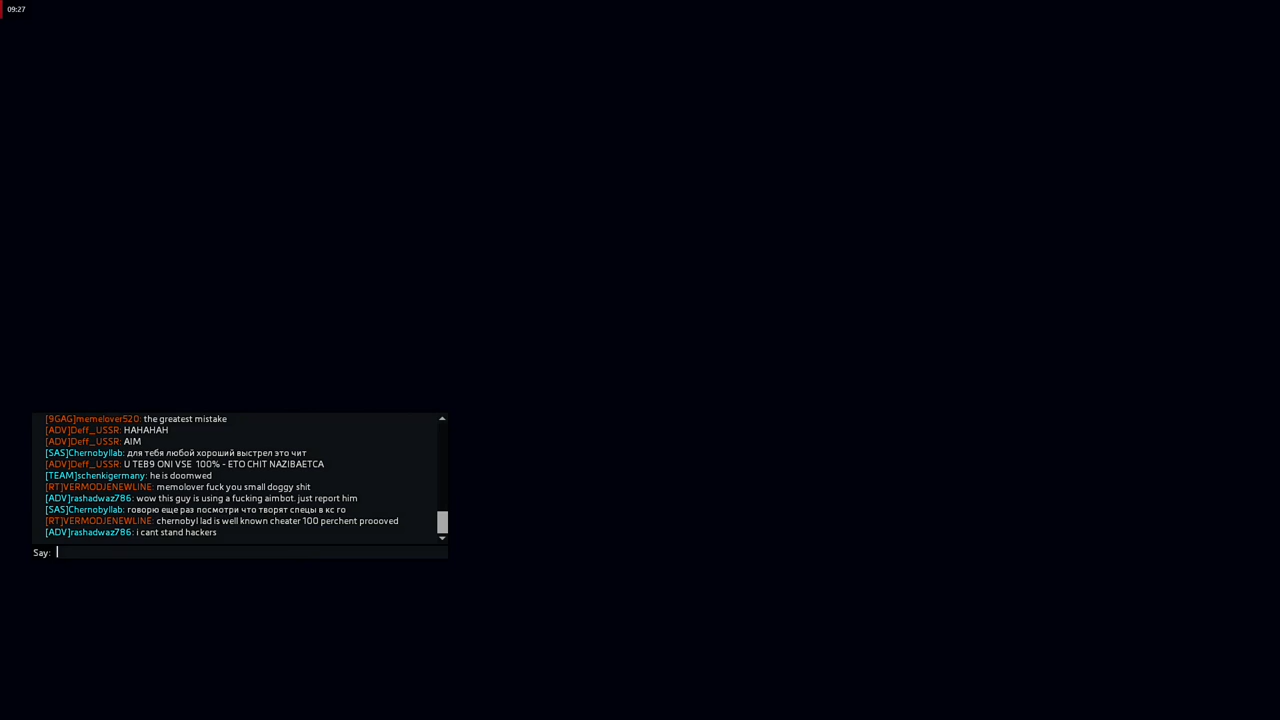 09:27
[9GAG]memelover520: the greatest mistake
[ADV]Deff_USSR: HAHAHAH
[ADV]Deff_USSR: AIM
[SAS]Chernobyllab: для тебя любой хороший выстрел это чит
[ADV]Deff_USSR: U TEB9 ONI VSE 100% - ETO CHIT NAZIBAETCA
[TEAM]schenkigermany: he is doomwed
[RT]VERMODJENEWLINE: memolover fuck you small doggy shit
[ADV]rashadwaz786: wow this guy is using a fucking aimbot. just report him
[SAS]Chernobyllab: говорю еще раз посмотри что творят спецы в кс го
[RT]VERMODJENEWLINE: chernobyl lad is well known cheater 100 perchent proooved
[ADV]rashadwaz786: i cant stand hackers
Say: